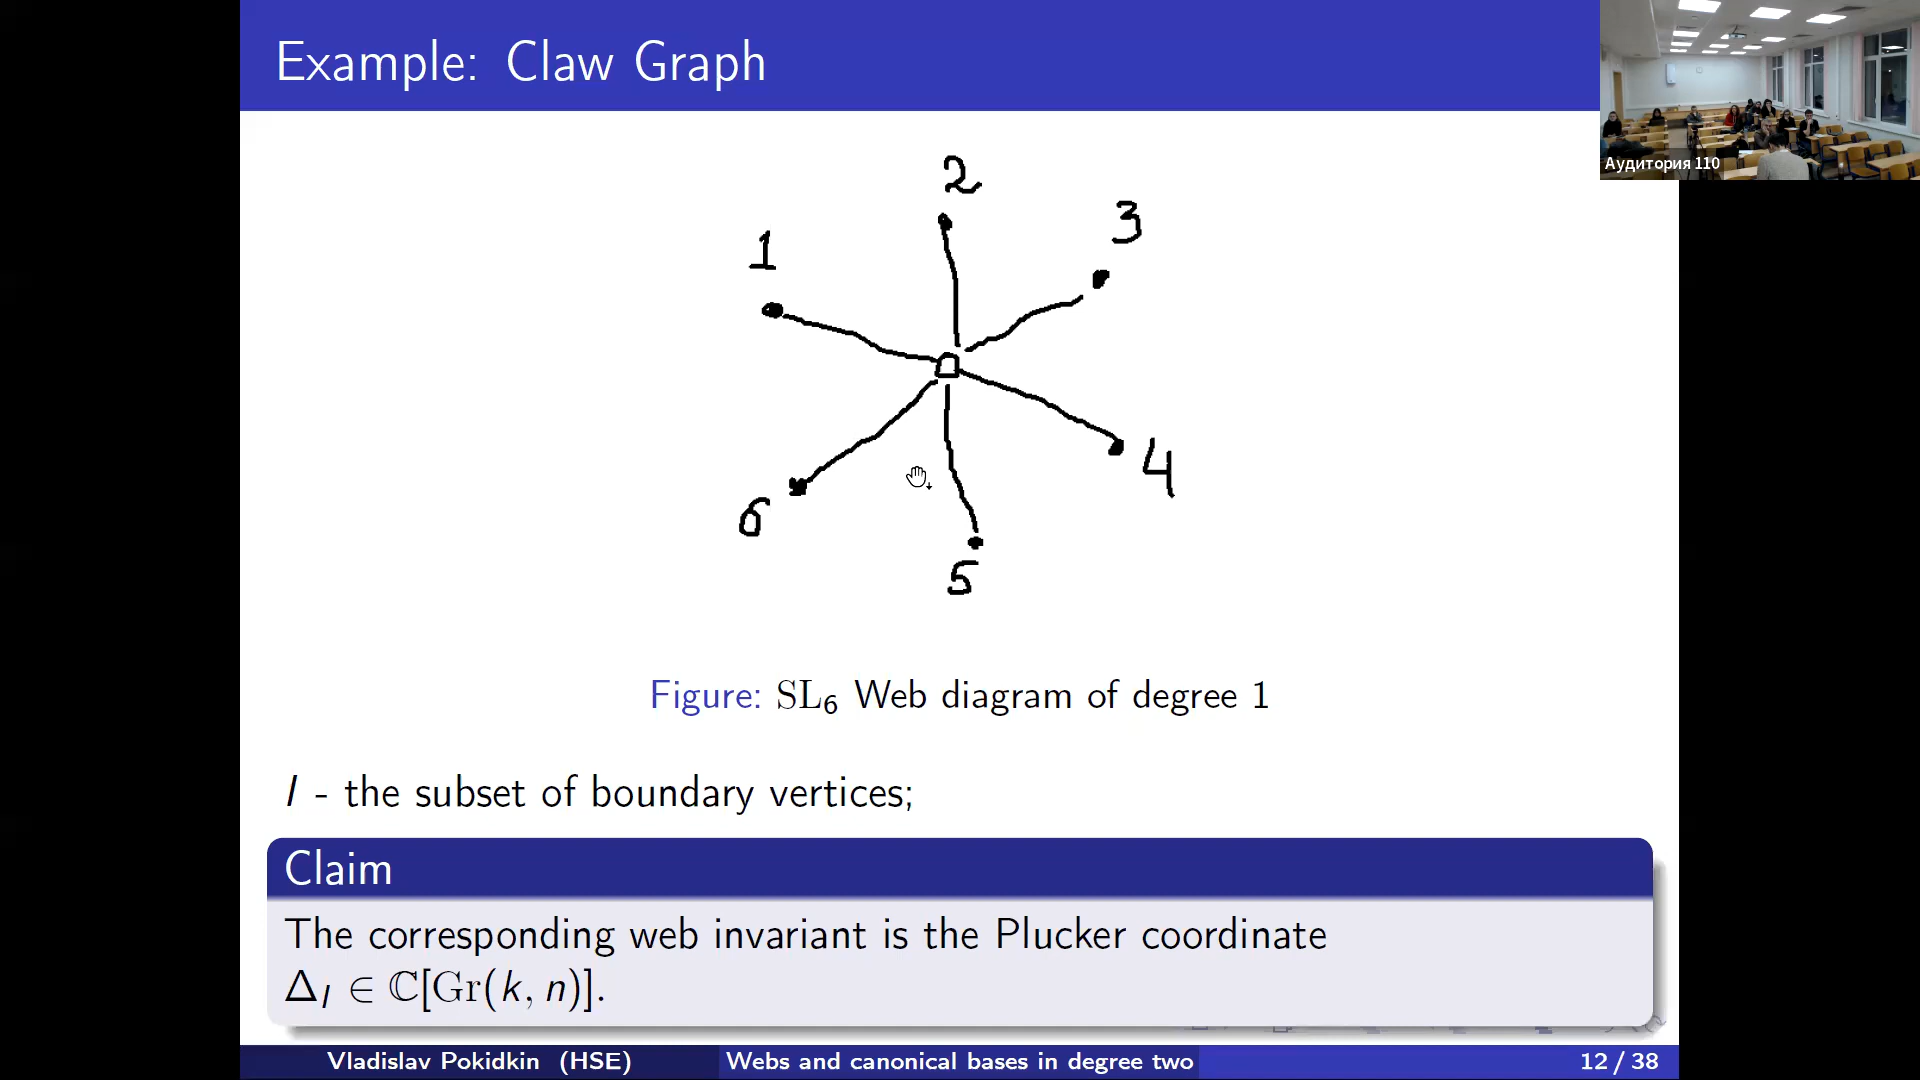 Example: Claw Graph
Аудитория 110
2
3
1
4
6
5
Figure: SL₆ Web diagram of degree 1
I - the subset of boundary vertices;
Claim
The corresponding web invariant is the Plucker coordinate
Δ_I ∈ ℂ[Gr(k, n)].
Vladislav Pokidkin (HSE) Webs and canonical bases in degree two 12 / 38